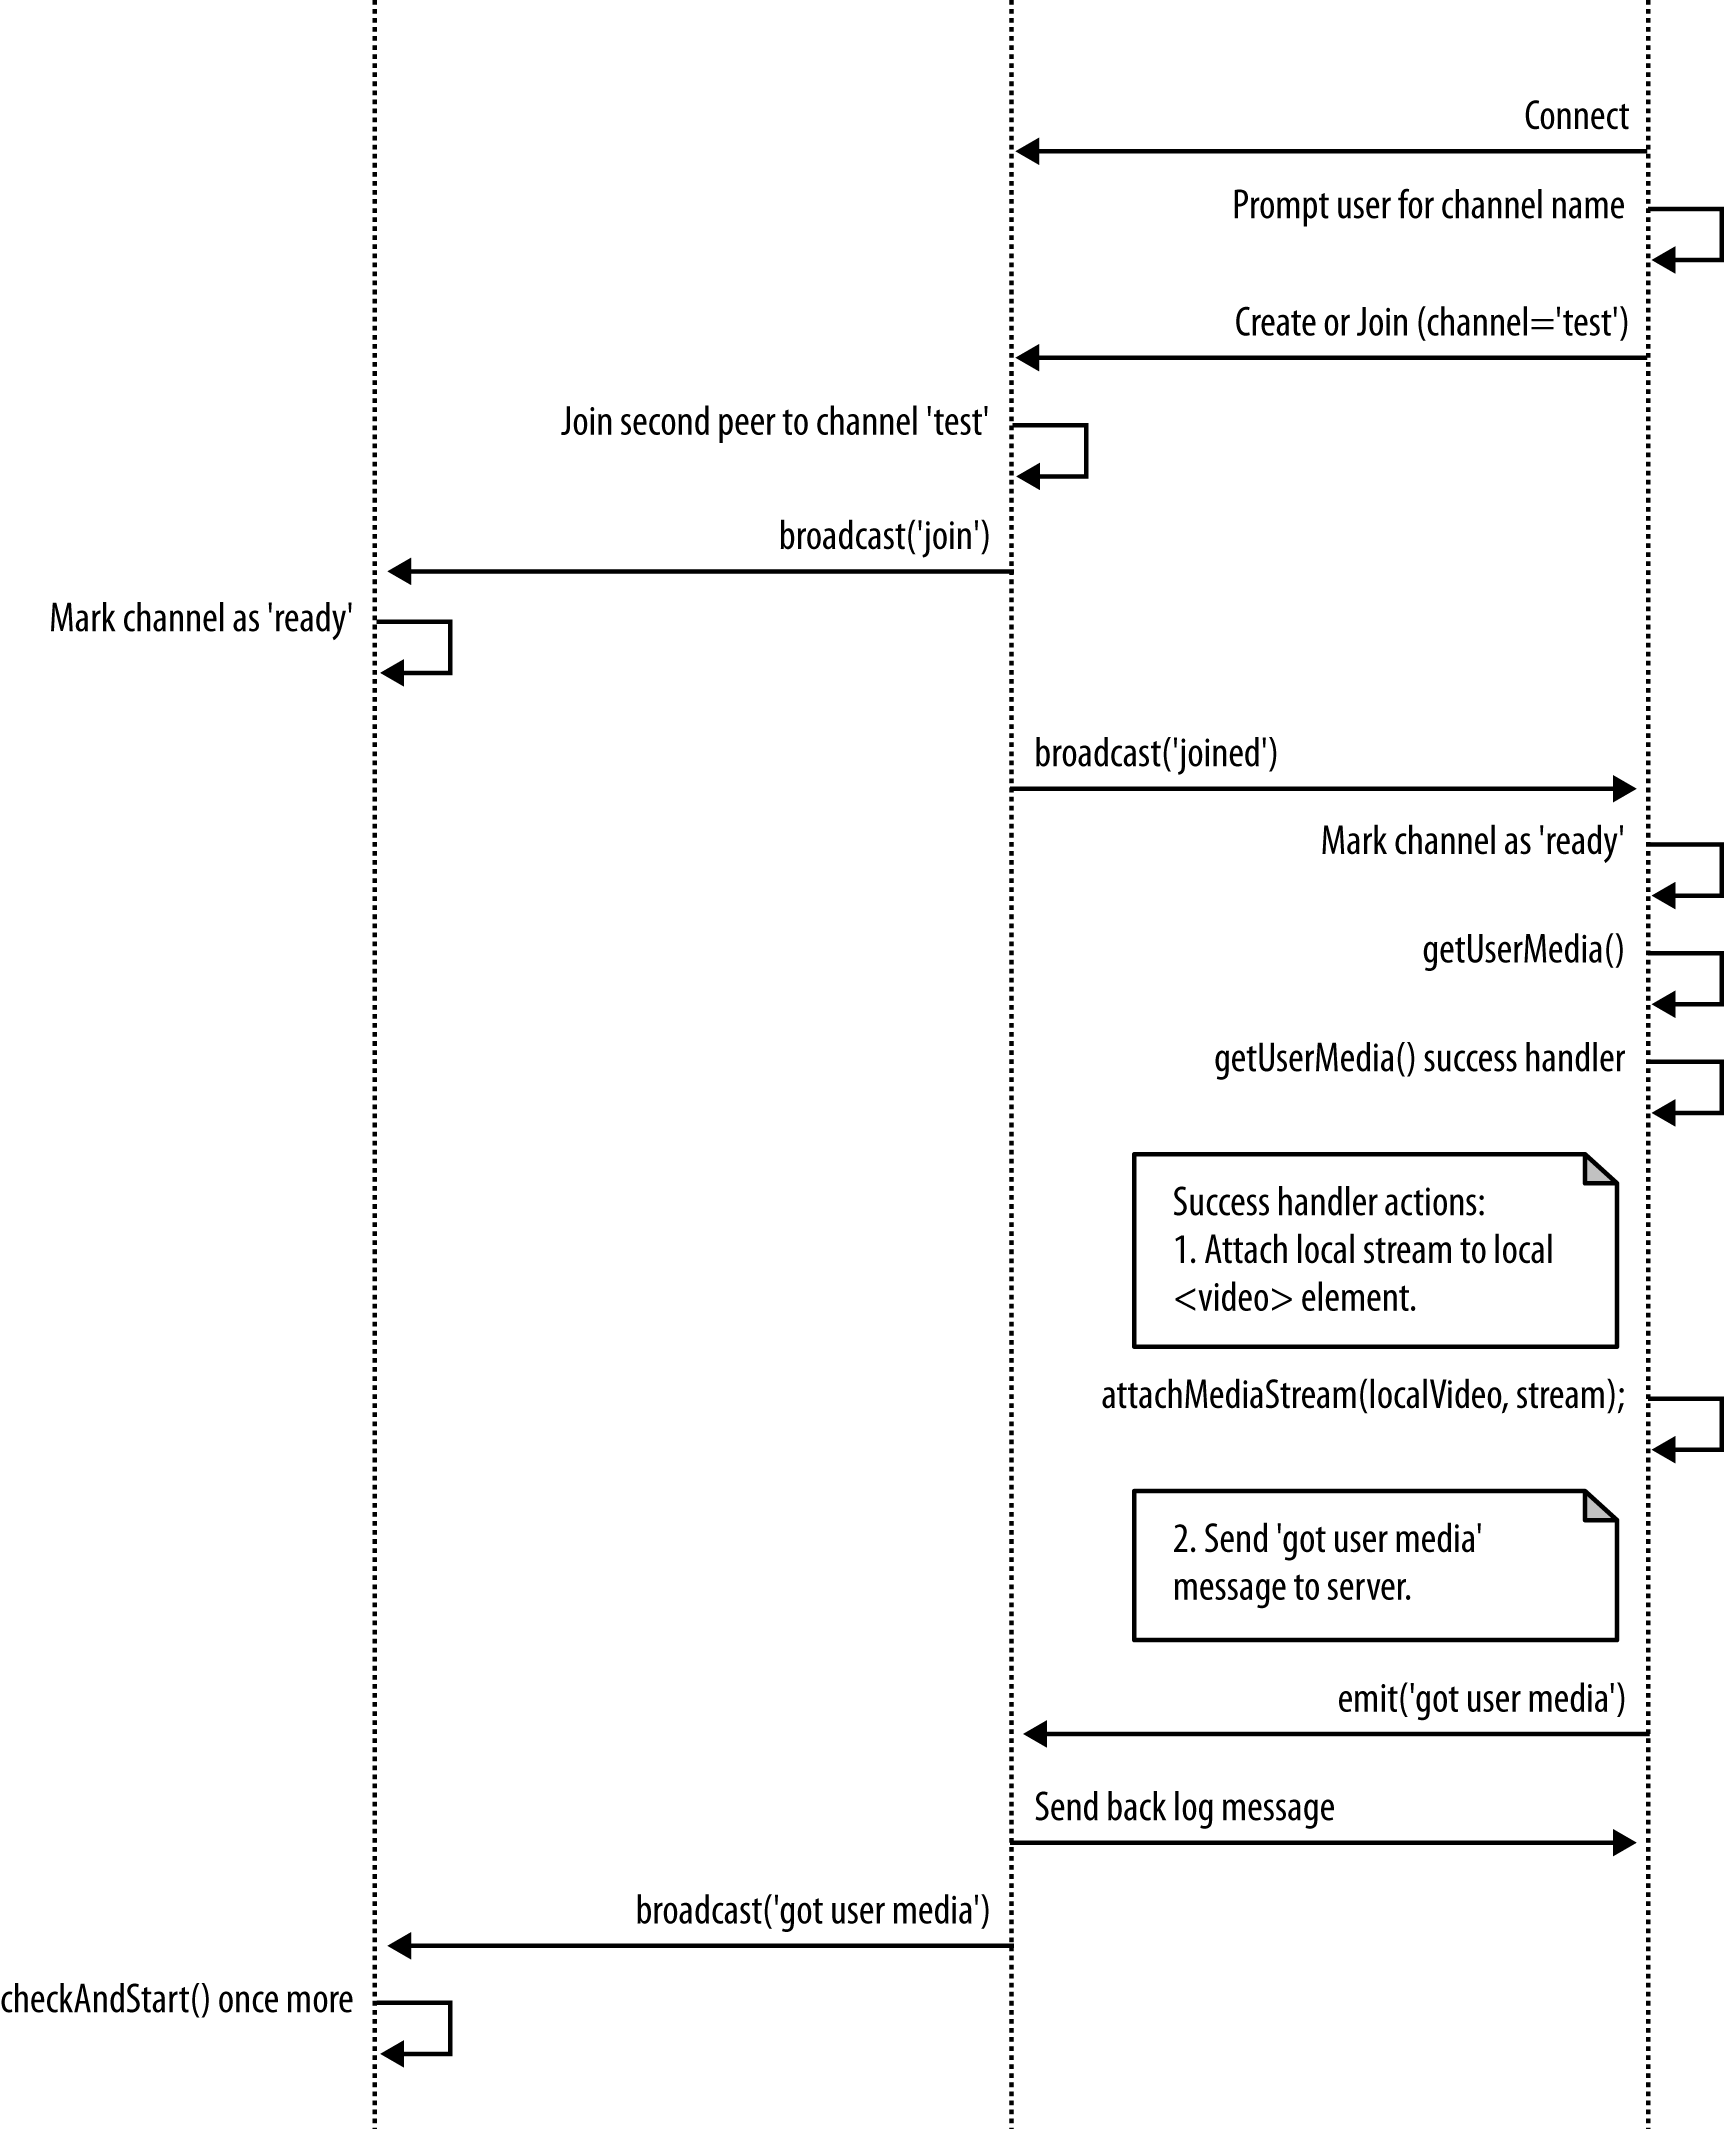 Connect
Prompt user for channel name
Create or Join (channel='test')
Join second peer to channel 'test'
broadcast('join')
Mark channel as 'ready'
broadcast('joined')
Mark channel as 'ready'
getUserMedia()
getUserMedia() success handler
Success handler actions:
1. Attach local stream to local
<video> element.
attachMediaStream(localVideo, stream);
2. Send 'got user media'
message to server.
emit('got user media')
Send back log message
broadcast('got user media')
checkAndStart() once more